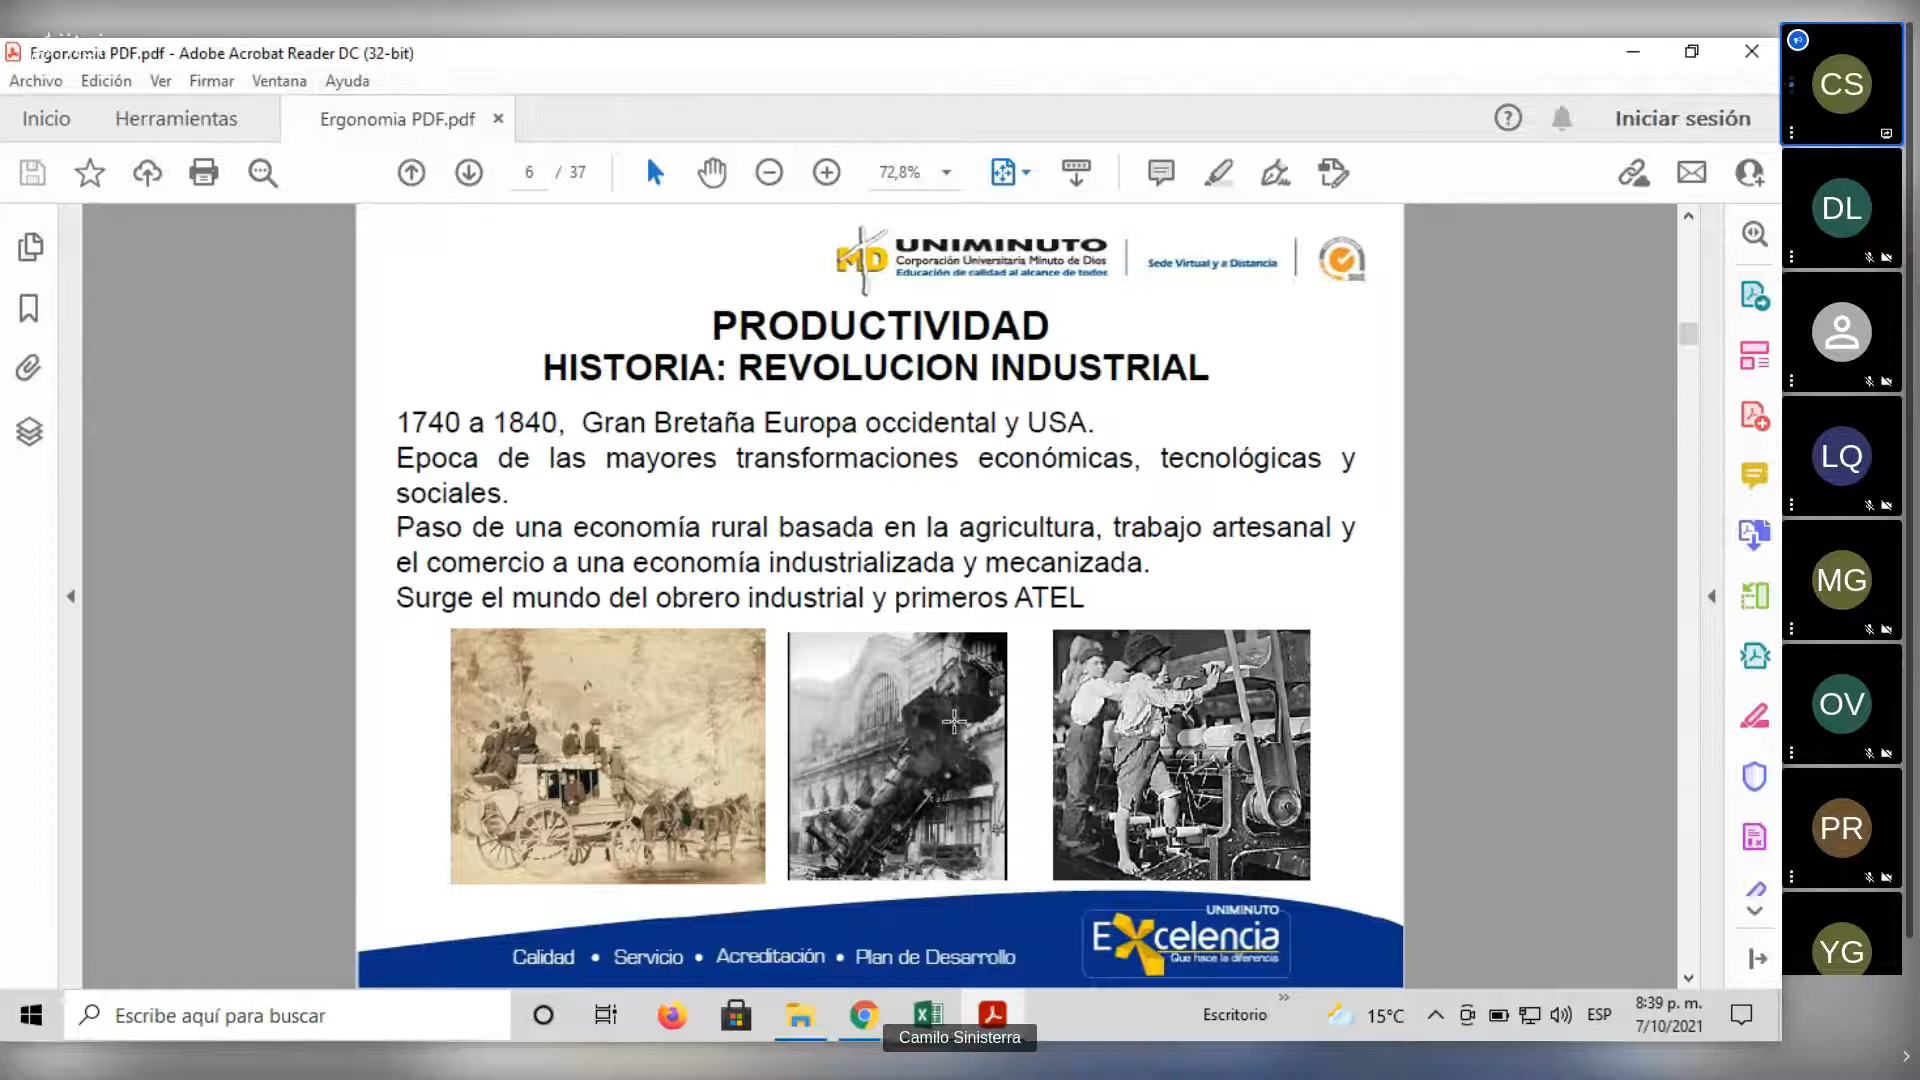 Ergonomia PDF.pdf - Adobe Acrobat Reader DC (32-bit)
Archivo Edición Ver Firmar Ventana Ayuda
Inicio Herramientas Ergonomia PDF.pdf Iniciar sesión
6 / 37 72,8%
UNIMINUTO
Corporación Universitaria Minuto de Dios
Educación de calidad al alcance de todos
Sede Virtual y a Distancia
PRODUCTIVIDAD
HISTORIA: REVOLUCION INDUSTRIAL
1740 a 1840, Gran Bretaña Europa occidental y USA.
Epoca de las mayores transformaciones económicas, tecnológicas y
sociales.
Paso de una economía rural basada en la agricultura, trabajo artesanal y
el comercio a una economía industrializada y mecanizada.
Surge el mundo del obrero industrial y primeros ATEL
UNIMINUTO
Excelencia
Que hace la diferencia
Calidad • Servicio • Acreditación • Plan de Desarrollo
Escribe aquí para buscar
Escritorio
15°C
ESP
8:39 p. m.
7/10/2021
Camilo Sinisterra
CS
DL
LQ
MG
OV
PR
YG